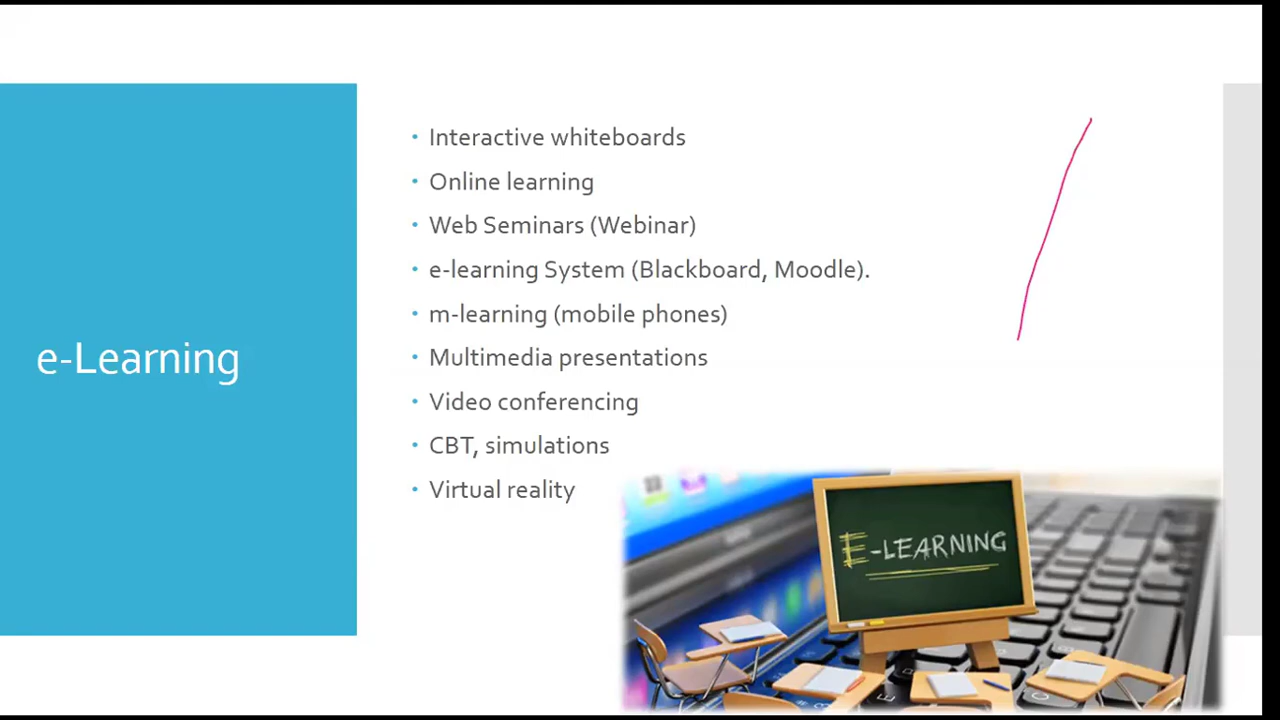 e-Learning
Interactive whiteboards
Online learning
Web Seminars (Webinar)
e-learning System (Blackboard, Moodle).
m-learning (mobile phones)
Multimedia presentations
Video conferencing
CBT, simulations
Virtual reality
E-LEARNING